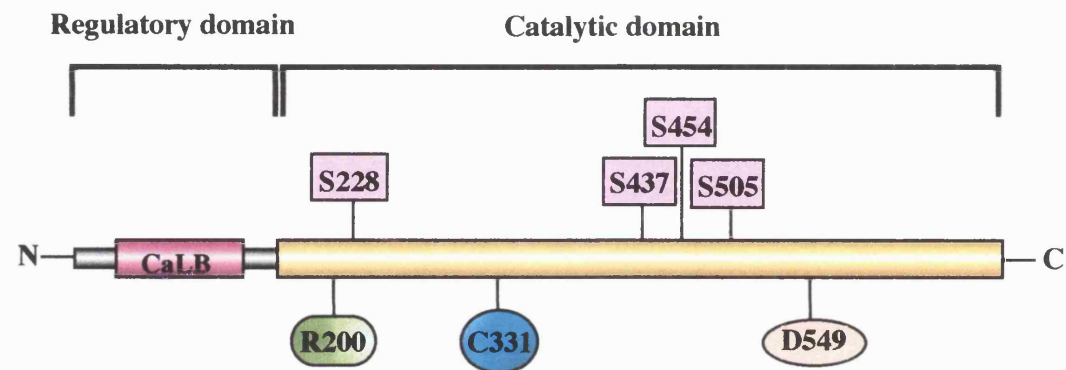 Regulatory domain
Catalytic domain
S454
S228
S437
S505
N
CaLB
C
R200
C331
D549